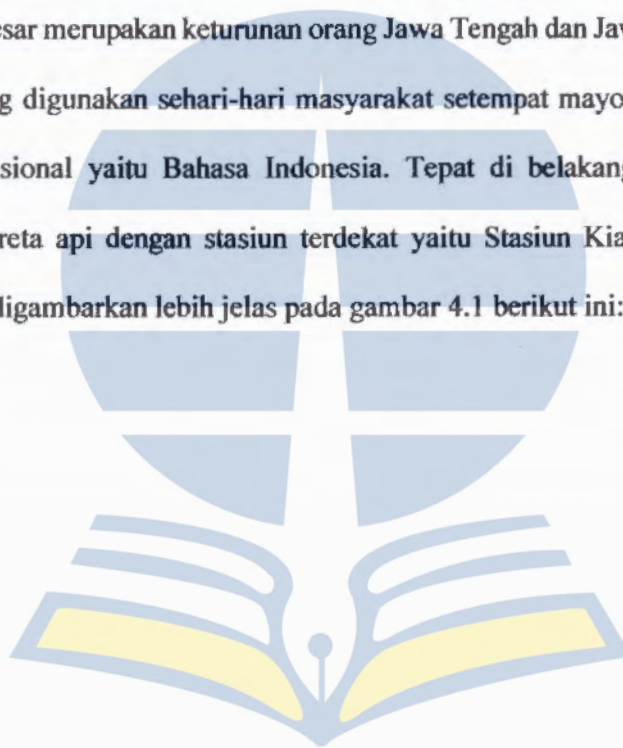 esar merupakan keturunan orang Jawa Tengah dan Jav
g digunakan sehari-hari masyarakat setempat mayo
sional yaitu Bahasa Indonesia. Tepat di belakang
reta api dengan stasiun terdekat yaitu Stasiun Kia
digambarkan lebih jelas pada gambar 4.1 berikut ini: